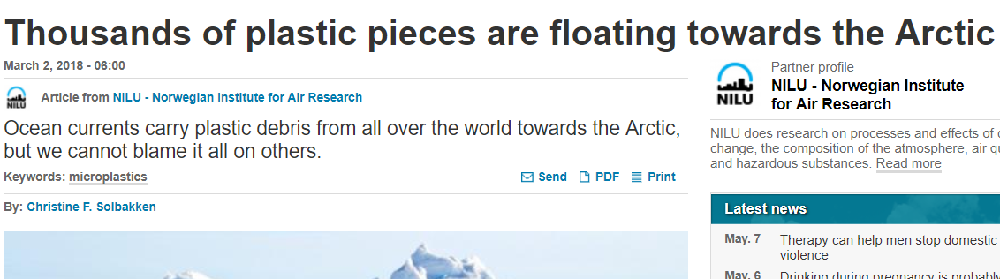 Thousands of plastic pieces are floating towards the Arctic
March 2, 2018 - 06:00
NILU
Article from NILU - Norwegian Institute for Air Research
Ocean currents carry plastic debris from all over the world towards the Arctic,
but we cannot blame it all on others.
Keywords: microplastics
Send PDF Print
By: Christine F. Solbakken
NILU
Partner profile
NILU - Norwegian Institute
for Air Research
NILU does research on processes and effects of
change, the composition of the atmosphere, air
and hazardous substances. Read more
Latest news
May. 7 Therapy can help men stop domestic
violence
May. 6 Drinking during pregnancy is probably